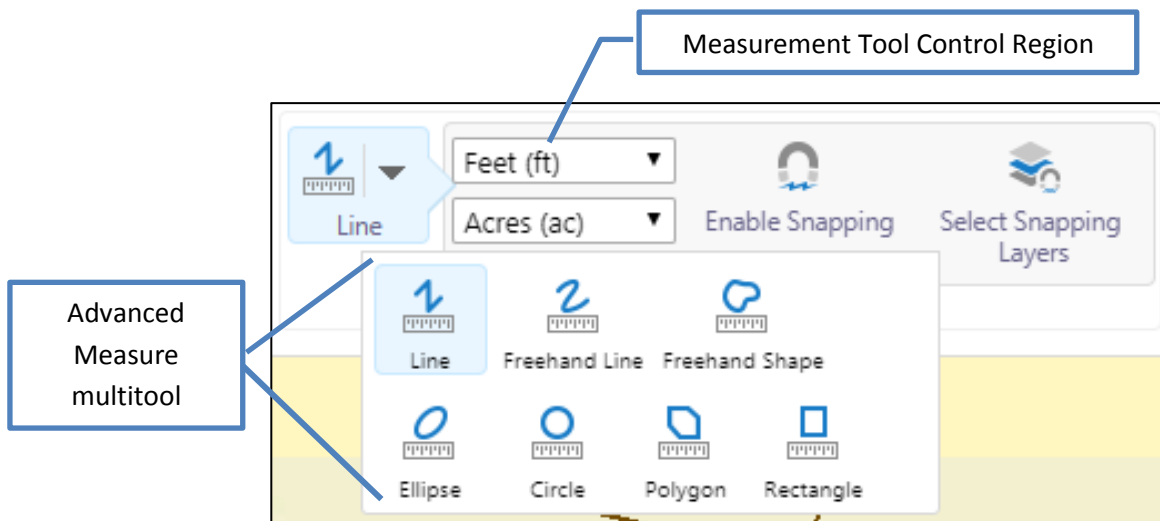 Measurement Tool Control Region
Feet (ft)
Line
Acres (ac)
Enable Snapping
Select Snapping
Layers
Advanced
Measure
multitool
Line
Freehand Line
Freehand Shape
Ellipse
Circle
Polygon
Rectangle